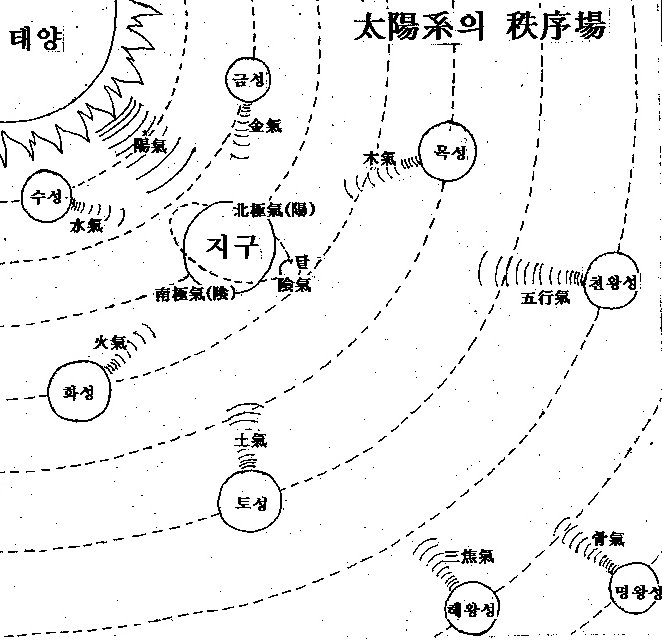 太陽系의 秩序場
태양
금성
金氣
陽氣
목성
木氣
수성
水氣
北極氣(陽)
지구
달
陰氣
南極氣(陰)
천왕성
五行氣
火氣
화성
土氣
토성
三焦氣
해왕성
骨氣
명왕성